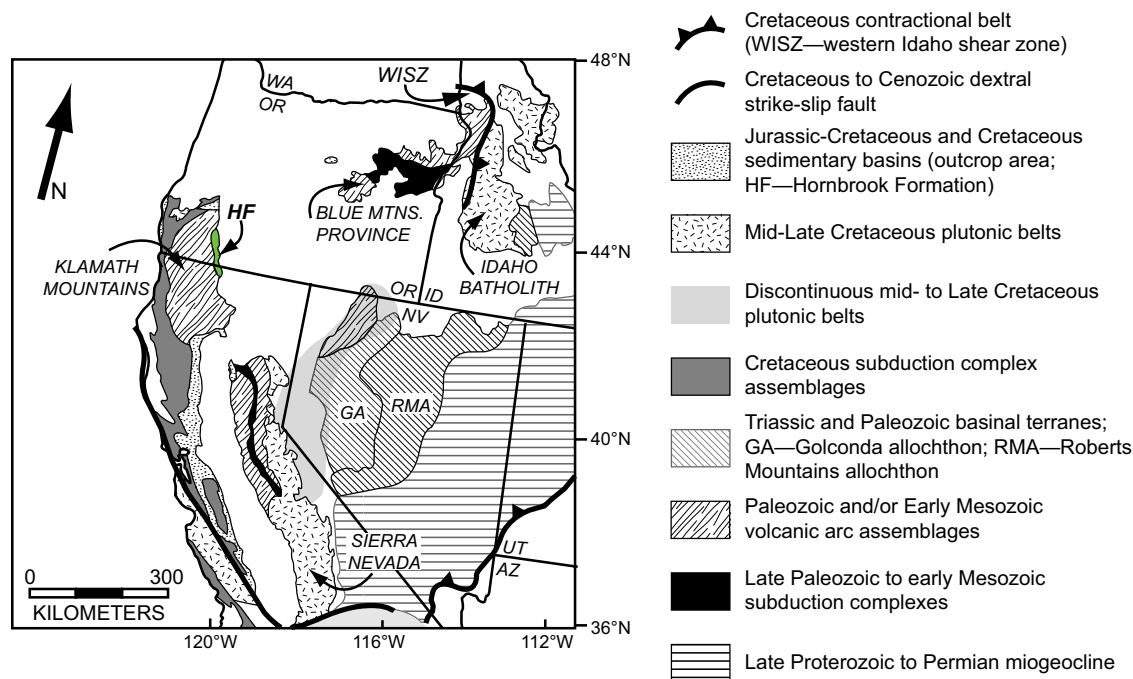 WISZ
WA
OR
N
HF
BLUE MTNS.
PROVINCE
KLAMATH
MOUNTAINS
IDAHO
BATHOLITH
OR
ID
NV
GA
RMA
SIERRA
NEVADA
UT
AZ
0
300
KILOMETERS
48°N
44°N
40°N
36°N
120°W
116°W
112°W
Cretaceous contractional belt
(WISZ—western Idaho shear zone)
Cretaceous to Cenozoic dextral
strike-slip fault
Jurassic-Cretaceous and Cretaceous
sedimentary basins (outcrop area;
HF—Hornbrook Formation)
Mid-Late Cretaceous plutonic belts
Discontinuous mid- to Late Cretaceous
plutonic belts
Cretaceous subduction complex
assemblages
Triassic and Paleozoic basinal terranes;
GA—Golconda allochthon; RMA—Roberts
Mountains allochthon
Paleozoic and/or Early Mesozoic
volcanic arc assemblages
Late Paleozoic to early Mesozoic
subduction complexes
Late Proterozoic to Permian miogeocline